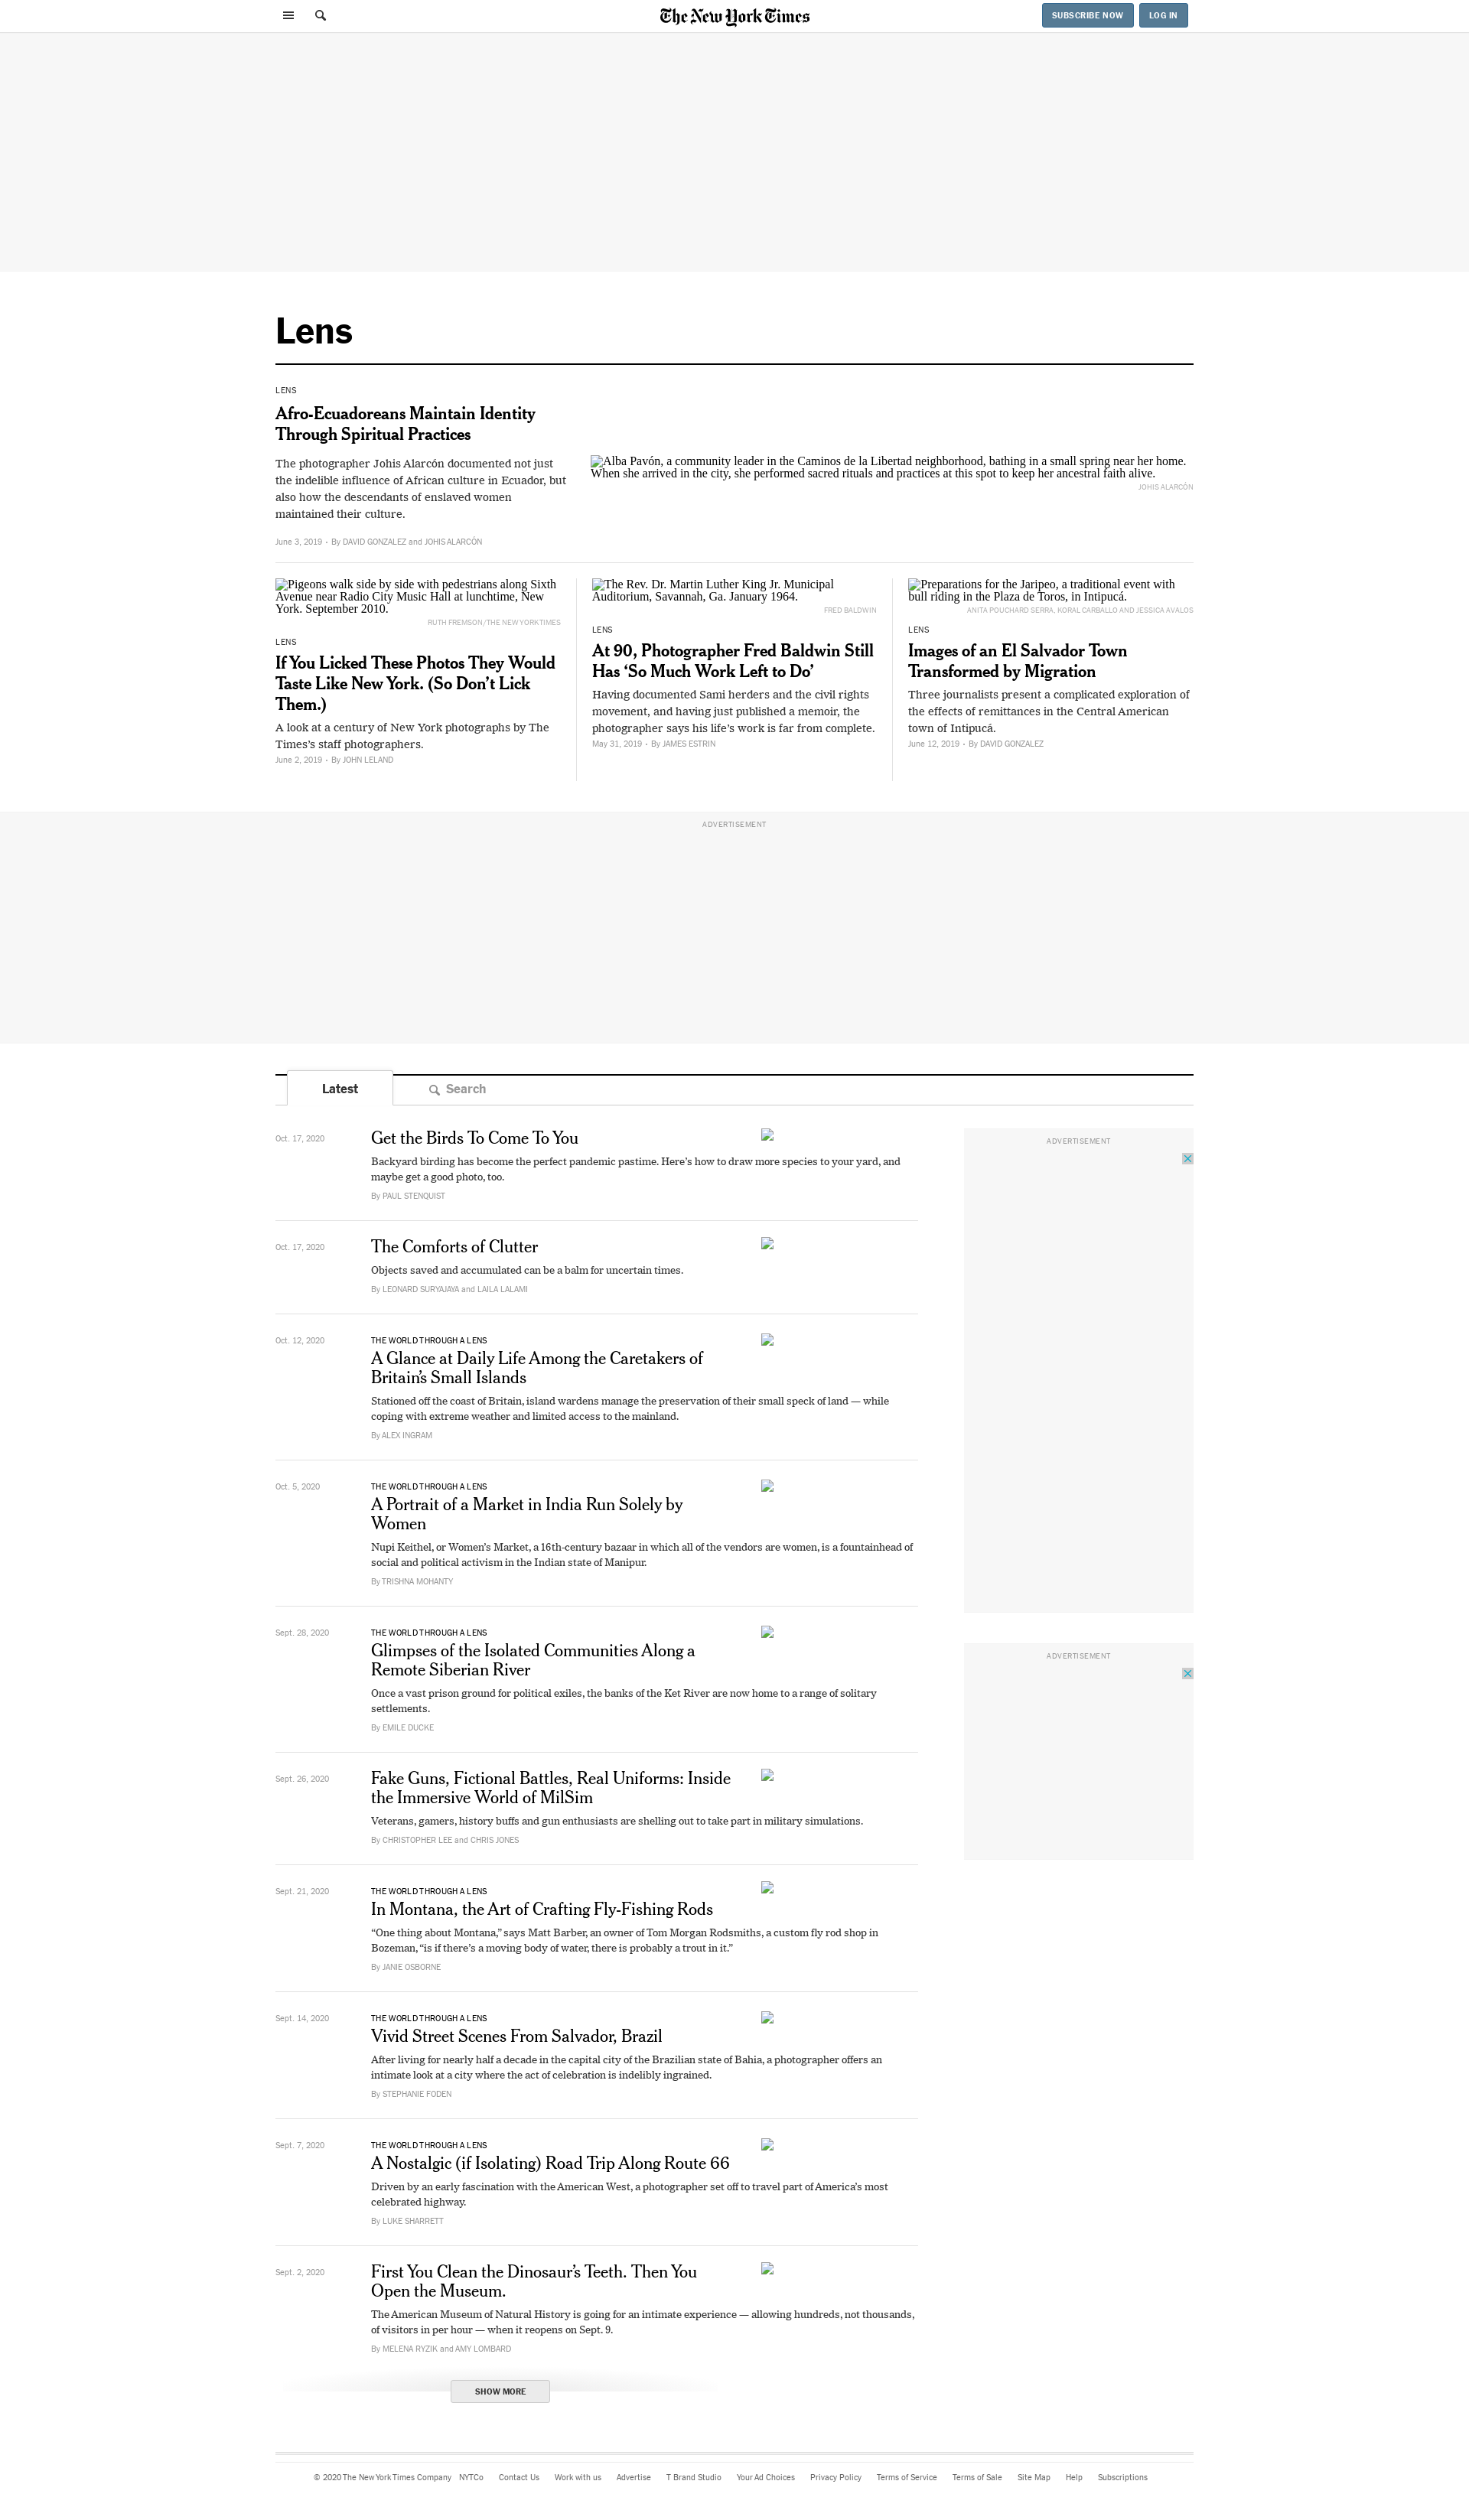 The New York Times
SUBSCRIBE NOW
LOG IN
Lens
LENS
Afro-Ecuadoreans Maintain Identity
Through Spiritual Practices
The photographer Johis Alarcón documented not just
the indelible influence of African culture in Ecuador, but
also how the descendants of enslaved women
maintained their culture.
June 3, 2019 • By DAVID GONZALEZ and JOHIS ALARCÓN
Alba Pavón, a community leader in the Caminos de la Libertad neighborhood, bathing in a small spring near her home.
When she arrived in the city, she performed sacred rituals and practices at this spot to keep her ancestral faith alive.
JOHIS ALARCÓN
Pigeons walk side by side with pedestrians along Sixth
Avenue near Radio City Music Hall at lunchtime, New
York. September 2010.
RUTH FREMSON/THE NEW YORK TIMES
LENS
If You Licked These Photos They Would
Taste Like New York. (So Don’t Lick
Them.)
A look at a century of New York photographs by The
Times’s staff photographers.
June 2, 2019 • By JOHN LELAND
The Rev. Dr. Martin Luther King Jr. Municipal
Auditorium, Savannah, Ga. January 1964.
FRED BALDWIN
LENS
At 90, Photographer Fred Baldwin Still
Has ‘So Much Work Left to Do’
Having documented Sami herders and the civil rights
movement, and having just published a memoir, the
photographer says his life’s work is far from complete.
May 31, 2019 • By JAMES ESTRIN
Preparations for the Jaripeo, a traditional event with
bull riding in the Plaza de Toros, in Intipucá.
ANITA POUCHARD SERRA, KORAL CARBALLO AND JESSICA AVALOS
LENS
Images of an El Salvador Town
Transformed by Migration
Three journalists present a complicated exploration of
the effects of remittances in the Central American
town of Intipucá.
June 12, 2019 • By DAVID GONZALEZ
ADVERTISEMENT
Latest
Search
Oct. 17, 2020
Get the Birds To Come To You
Backyard birding has become the perfect pandemic pastime. Here’s how to draw more species to your yard, and
maybe get a good photo, too.
By PAUL STENQUIST
Oct. 17, 2020
The Comforts of Clutter
Objects saved and accumulated can be a balm for uncertain times.
By LEONARD SURYAJAYA and LAILA LALAMI
Oct. 12, 2020
THE WORLD THROUGH A LENS
A Glance at Daily Life Among the Caretakers of
Britain’s Small Islands
Stationed off the coast of Britain, island wardens manage the preservation of their small speck of land — while
coping with extreme weather and limited access to the mainland.
By ALEX INGRAM
Oct. 5, 2020
THE WORLD THROUGH A LENS
A Portrait of a Market in India Run Solely by
Women
Nupi Keithel, or Women’s Market, a 16th-century bazaar in which all of the vendors are women, is a fountainhead of
social and political activism in the Indian state of Manipur.
By TRISHNA MOHANTY
Sept. 28, 2020
THE WORLD THROUGH A LENS
Glimpses of the Isolated Communities Along a
Remote Siberian River
Once a vast prison ground for political exiles, the banks of the Ket River are now home to a range of solitary
settlements.
By EMILE DUCKE
Sept. 26, 2020
Fake Guns, Fictional Battles, Real Uniforms: Inside
the Immersive World of MilSim
Veterans, gamers, history buffs and gun enthusiasts are shelling out to take part in military simulations.
By CHRISTOPHER LEE and CHRIS JONES
Sept. 21, 2020
THE WORLD THROUGH A LENS
In Montana, the Art of Crafting Fly-Fishing Rods
“One thing about Montana,” says Matt Barber, an owner of Tom Morgan Rodsmiths, a custom fly rod shop in
Bozeman, “is if there’s a moving body of water, there is probably a trout in it.”
By JANIE OSBORNE
Sept. 14, 2020
THE WORLD THROUGH A LENS
Vivid Street Scenes From Salvador, Brazil
After living for nearly half a decade in the capital city of the Brazilian state of Bahia, a photographer offers an
intimate look at a city where the act of celebration is indelibly ingrained.
By STEPHANIE FODEN
Sept. 7, 2020
THE WORLD THROUGH A LENS
A Nostalgic (if Isolating) Road Trip Along Route 66
Driven by an early fascination with the American West, a photographer set off to travel part of America’s most
celebrated highway.
By LUKE SHARRETT
Sept. 2, 2020
First You Clean the Dinosaur’s Teeth. Then You
Open the Museum.
The American Museum of Natural History is going for an intimate experience — allowing hundreds, not thousands,
of visitors in per hour — when it reopens on Sept. 9.
By MELENA RYZIK and AMY LOMBARD
SHOW MORE
ADVERTISEMENT
ADVERTISEMENT
© 2020 The New York Times Company NYTCo Contact Us Work with us Advertise T Brand Studio Your Ad Choices Privacy Policy Terms of Service Terms of Sale Site Map Help Subscriptions